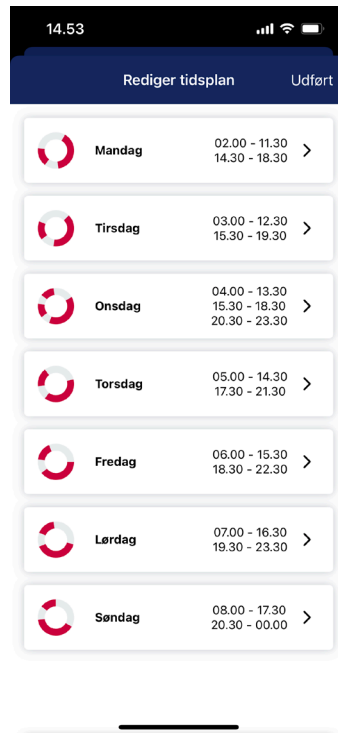 14.53
Rediger tidsplan Udført
Mandag
02.00 - 11.30
14.30 - 18.30
Tirsdag
03.00 - 12.30
15.30 - 19.30
Onsdag
04.00 - 13.30
15.30 - 18.30
20.30 - 23.30
Torsdag
05.00 - 14.30
17.30 - 21.30
Fredag
06.00 - 15.30
18.30 - 22.30
Lørdag
07.00 - 16.30
19.30 - 23.30
Søndag
08.00 - 17.30
20.30 - 00.00